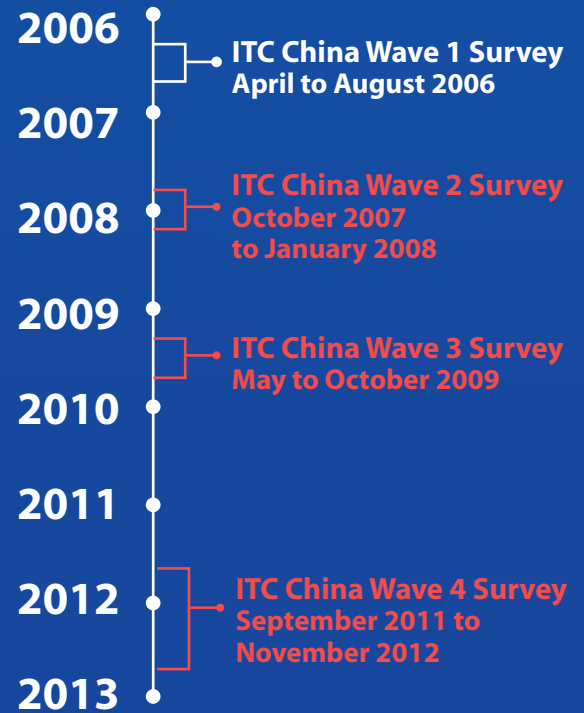 2006
ITC China Wave 1 Survey
April to August 2006
2007
ITC China Wave 2 Survey
October 2007
to January 2008
2008
2009
ITC China Wave 3 Survey
May to October 2009
2010
2011
2012
ITC China Wave 4 Survey
September 2011 to
November 2012
2013